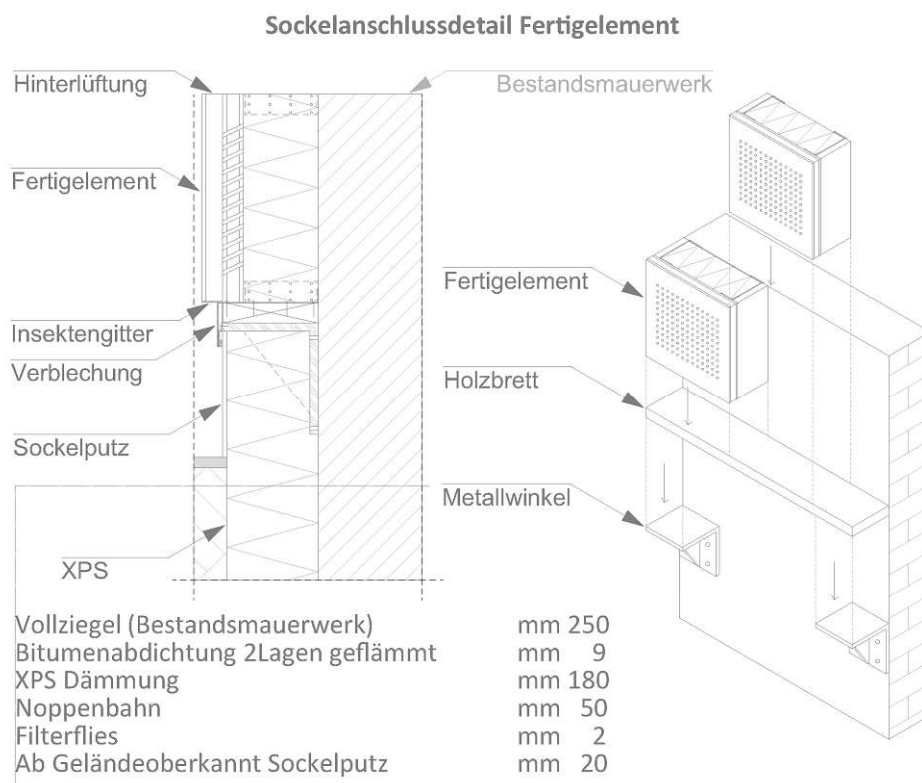 Sockelanschlussdetail Fertigelement
Hinterlüftung
Bestandsmauerwerk
Fertigelement
Fertigelement
Insektengitter
Verblechung
Holzbrett
Sockelputz
Metallwinkel
XPS
Vollziegel (Bestandsmauerwerk) mm 250
Bitumenabdichtung 2Lagen geflämmt mm 9
XPS Dämmung mm 180
Noppenbahn mm 50
Filterflies mm 2
Ab Geländeoberkannt Sockelputz mm 20